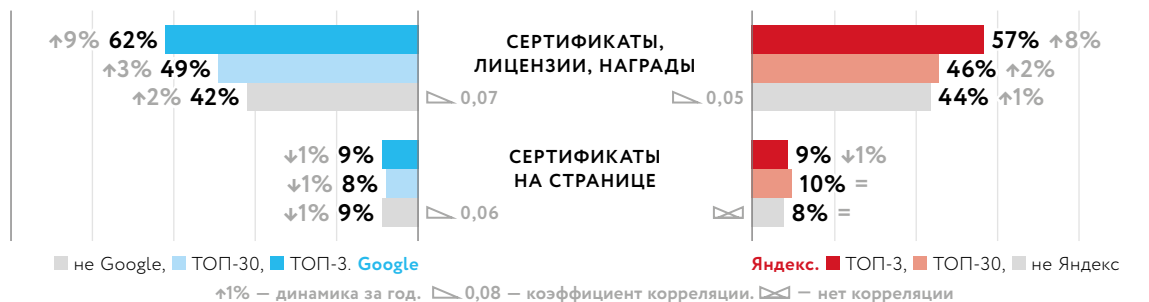 ↑9% 62% СЕРТИФИКАТЫ, ЛИЦЕНЗИИ, НАГРАДЫ 57% ↑8%
↑3% 49% 46% ↑2%
↑2% 42% 0,07 0,05 44% ↑1%
↓1% 9% СЕРТИФИКАТЫ НА СТРАНИЦЕ 9% ↓1%
↓1% 8% 10% =
↓1% 9% 0,06 8% =
не Google, ТОП-30, ТОП-3. Google Яндекс. ТОП-3, ТОП-30, не Яндекс
↑1% — динамика за год. 0,08 — коэффициент корреляции. — нет корреляции